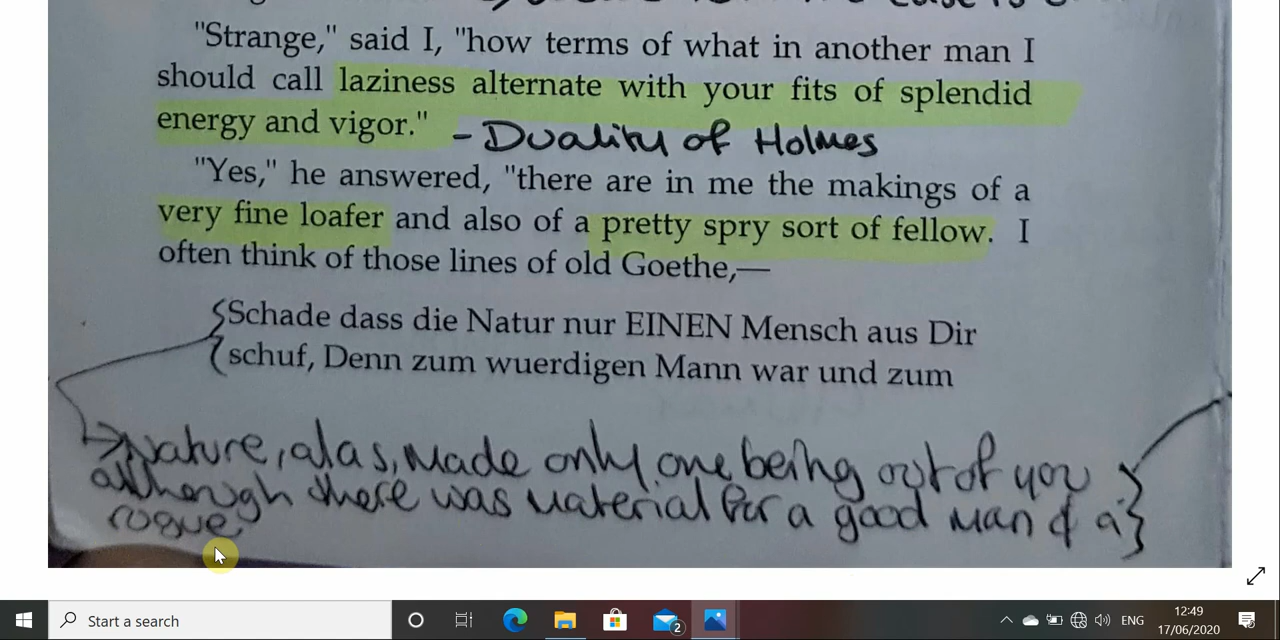 "Strange," said I, "how terms of what in another man I
should call laziness alternate with your fits of splendid
energy and vigor."
- Duality of Holmes
"Yes," he answered, "there are in me the makings of a
very fine loafer and also of a pretty spry sort of fellow. I
often think of those lines of old Goethe,—
Schade dass die Natur nur EINEN Mensch aus Dir
schuf, Denn zum wuerdigen Mann war und zum
Nature, alas, made only one being out of you
although there was material for a good man & a
rogue.
Start search
2
ENG
12:49
17/06/2020